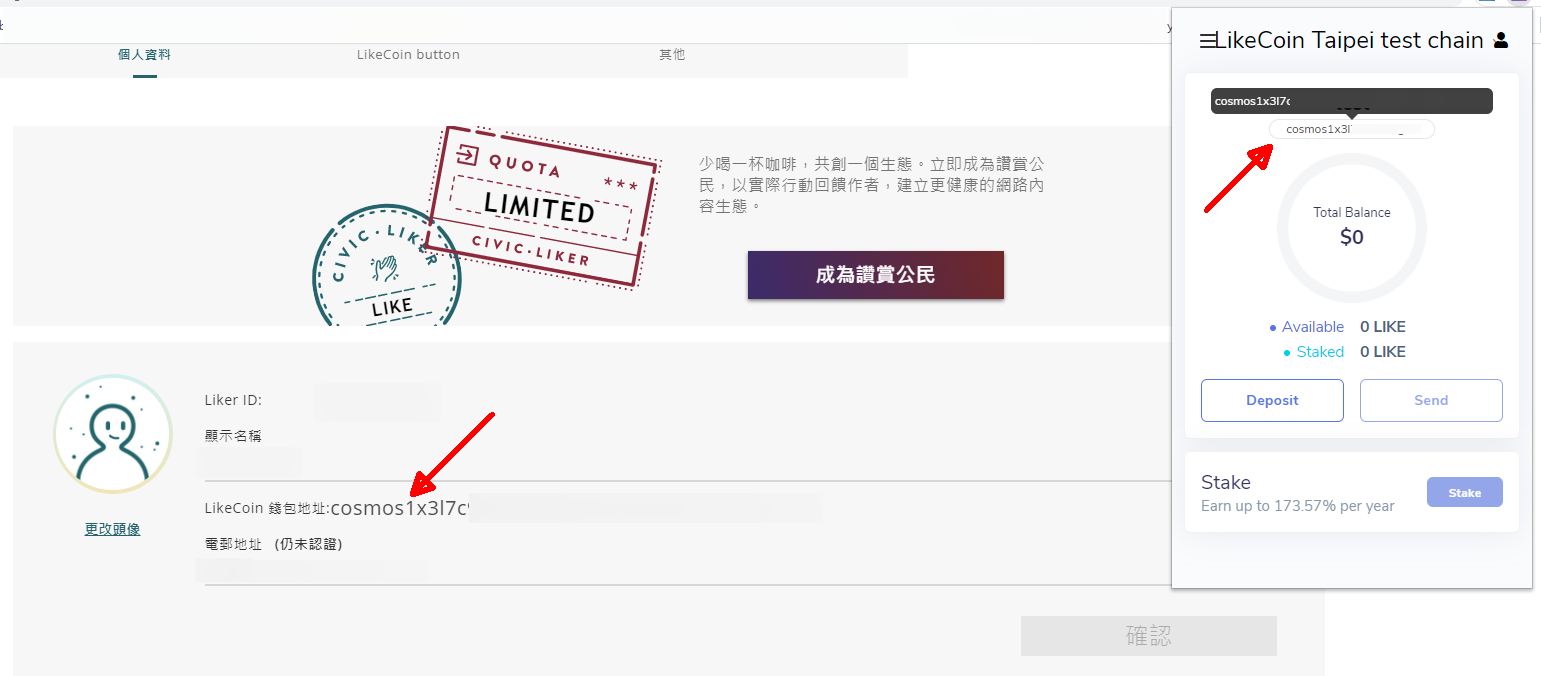 個人資料
LikeCoin button
其他
QUOTA
***
LIMITED
CIVIC·LIKER
CIVIC·LIKER
LIKE
少喝一杯咖啡，共創一個生態。立即成為讚賞公
民，以實際行動回饋作者，建立更健康的網路內
容生態。
成為讚賞公民
Liker ID:
顯示名稱
LikeCoin 錢包地址:cosmos1x3l7c
電郵地址 (仍未認證)
更改頭像
確認
LikeCoin Taipei test chain
cosmos1x3l7c
cosmos1x3l
Total Balance
$0
Available 0 LIKE
Staked 0 LIKE
Deposit
Send
Stake
Earn up to 173.57% per year
Stake